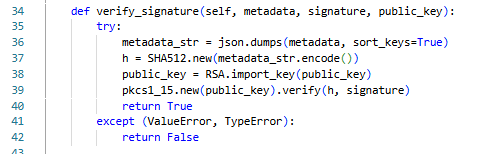 34 def verify_signature(self, metadata, signature, public_key):
35 try:
36 metadata_str = json.dumps(metadata, sort_keys=True)
37 h = SHA512.new(metadata_str.encode())
38 public_key = RSA.import_key(public_key)
39 pkcs1_15.new(public_key).verify(h, signature)
40 return True
41 except (ValueError, TypeError):
42 return False
43